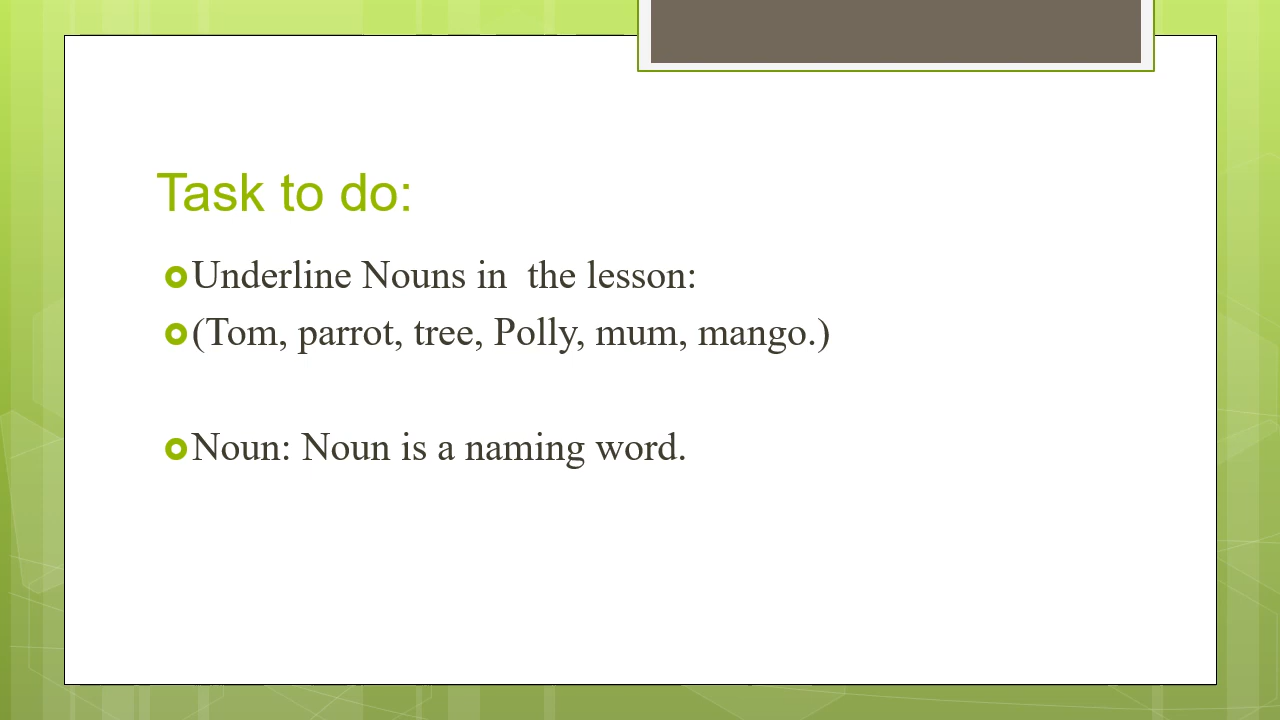 Task to do:
Underline Nouns in  the lesson:
(Tom, parrot, tree, Polly, mum, mango.)
Noun: Noun is a naming word.